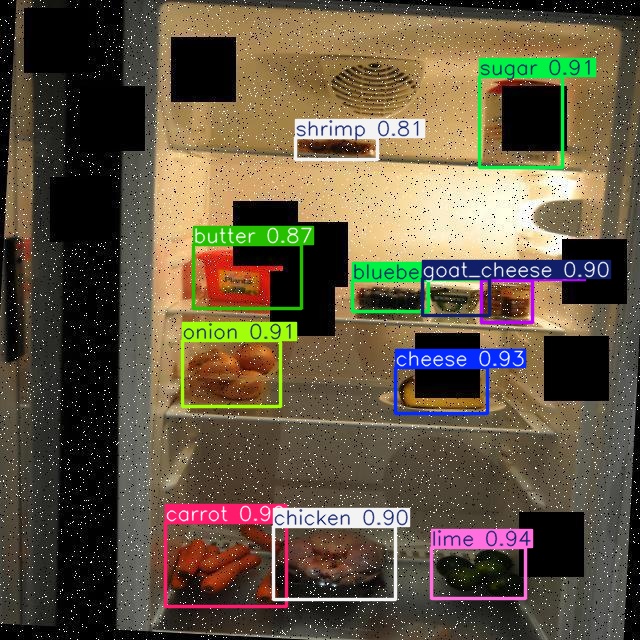 sugar 0.91
shrimp 0.81
butter 0.87
bluebe
goat_cheese 0.90
onion 0.91
cheese 0.93
carrot 0.9
chicken 0.90
lime 0.94